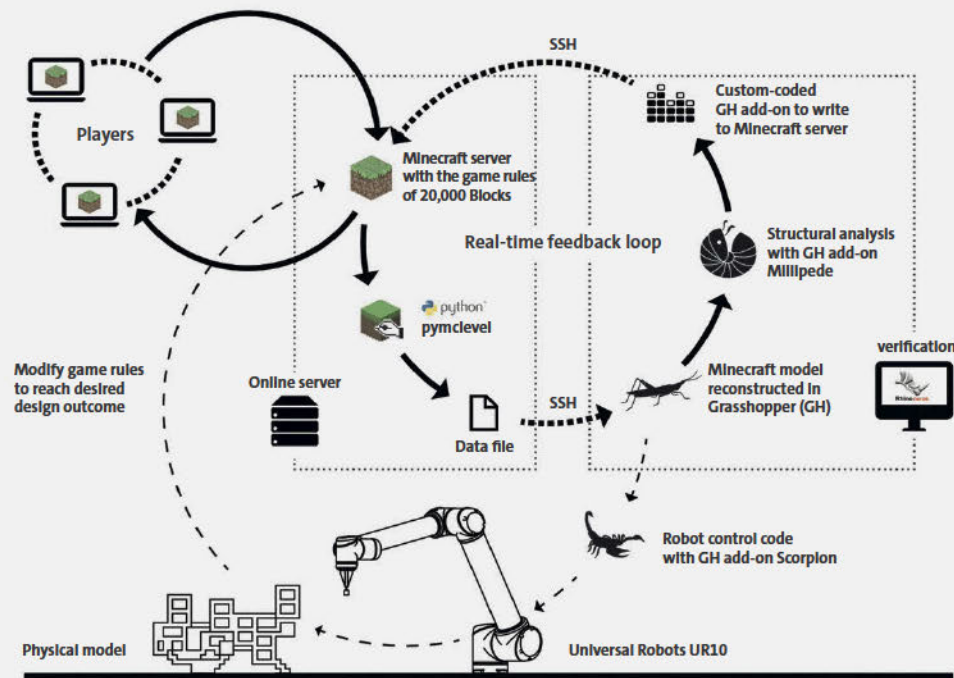 SSH
Custom-coded
GH add-on to write
to Minecraft server
Players
Minecraft server
with the game rules
of 20,000 Blocks
Real-time feedback loop
Structural analysis
with GH add-on
Millipede
python
pymclevel
Modify game rules
to reach desired
design outcome
Online server
Data file
SSH
Minecraft model
reconstructed in
Grasshopper (GH)
verification
Rhinoceros
Robot control code
with GH add-on Scorpion
Physical model
Universal Robots UR10